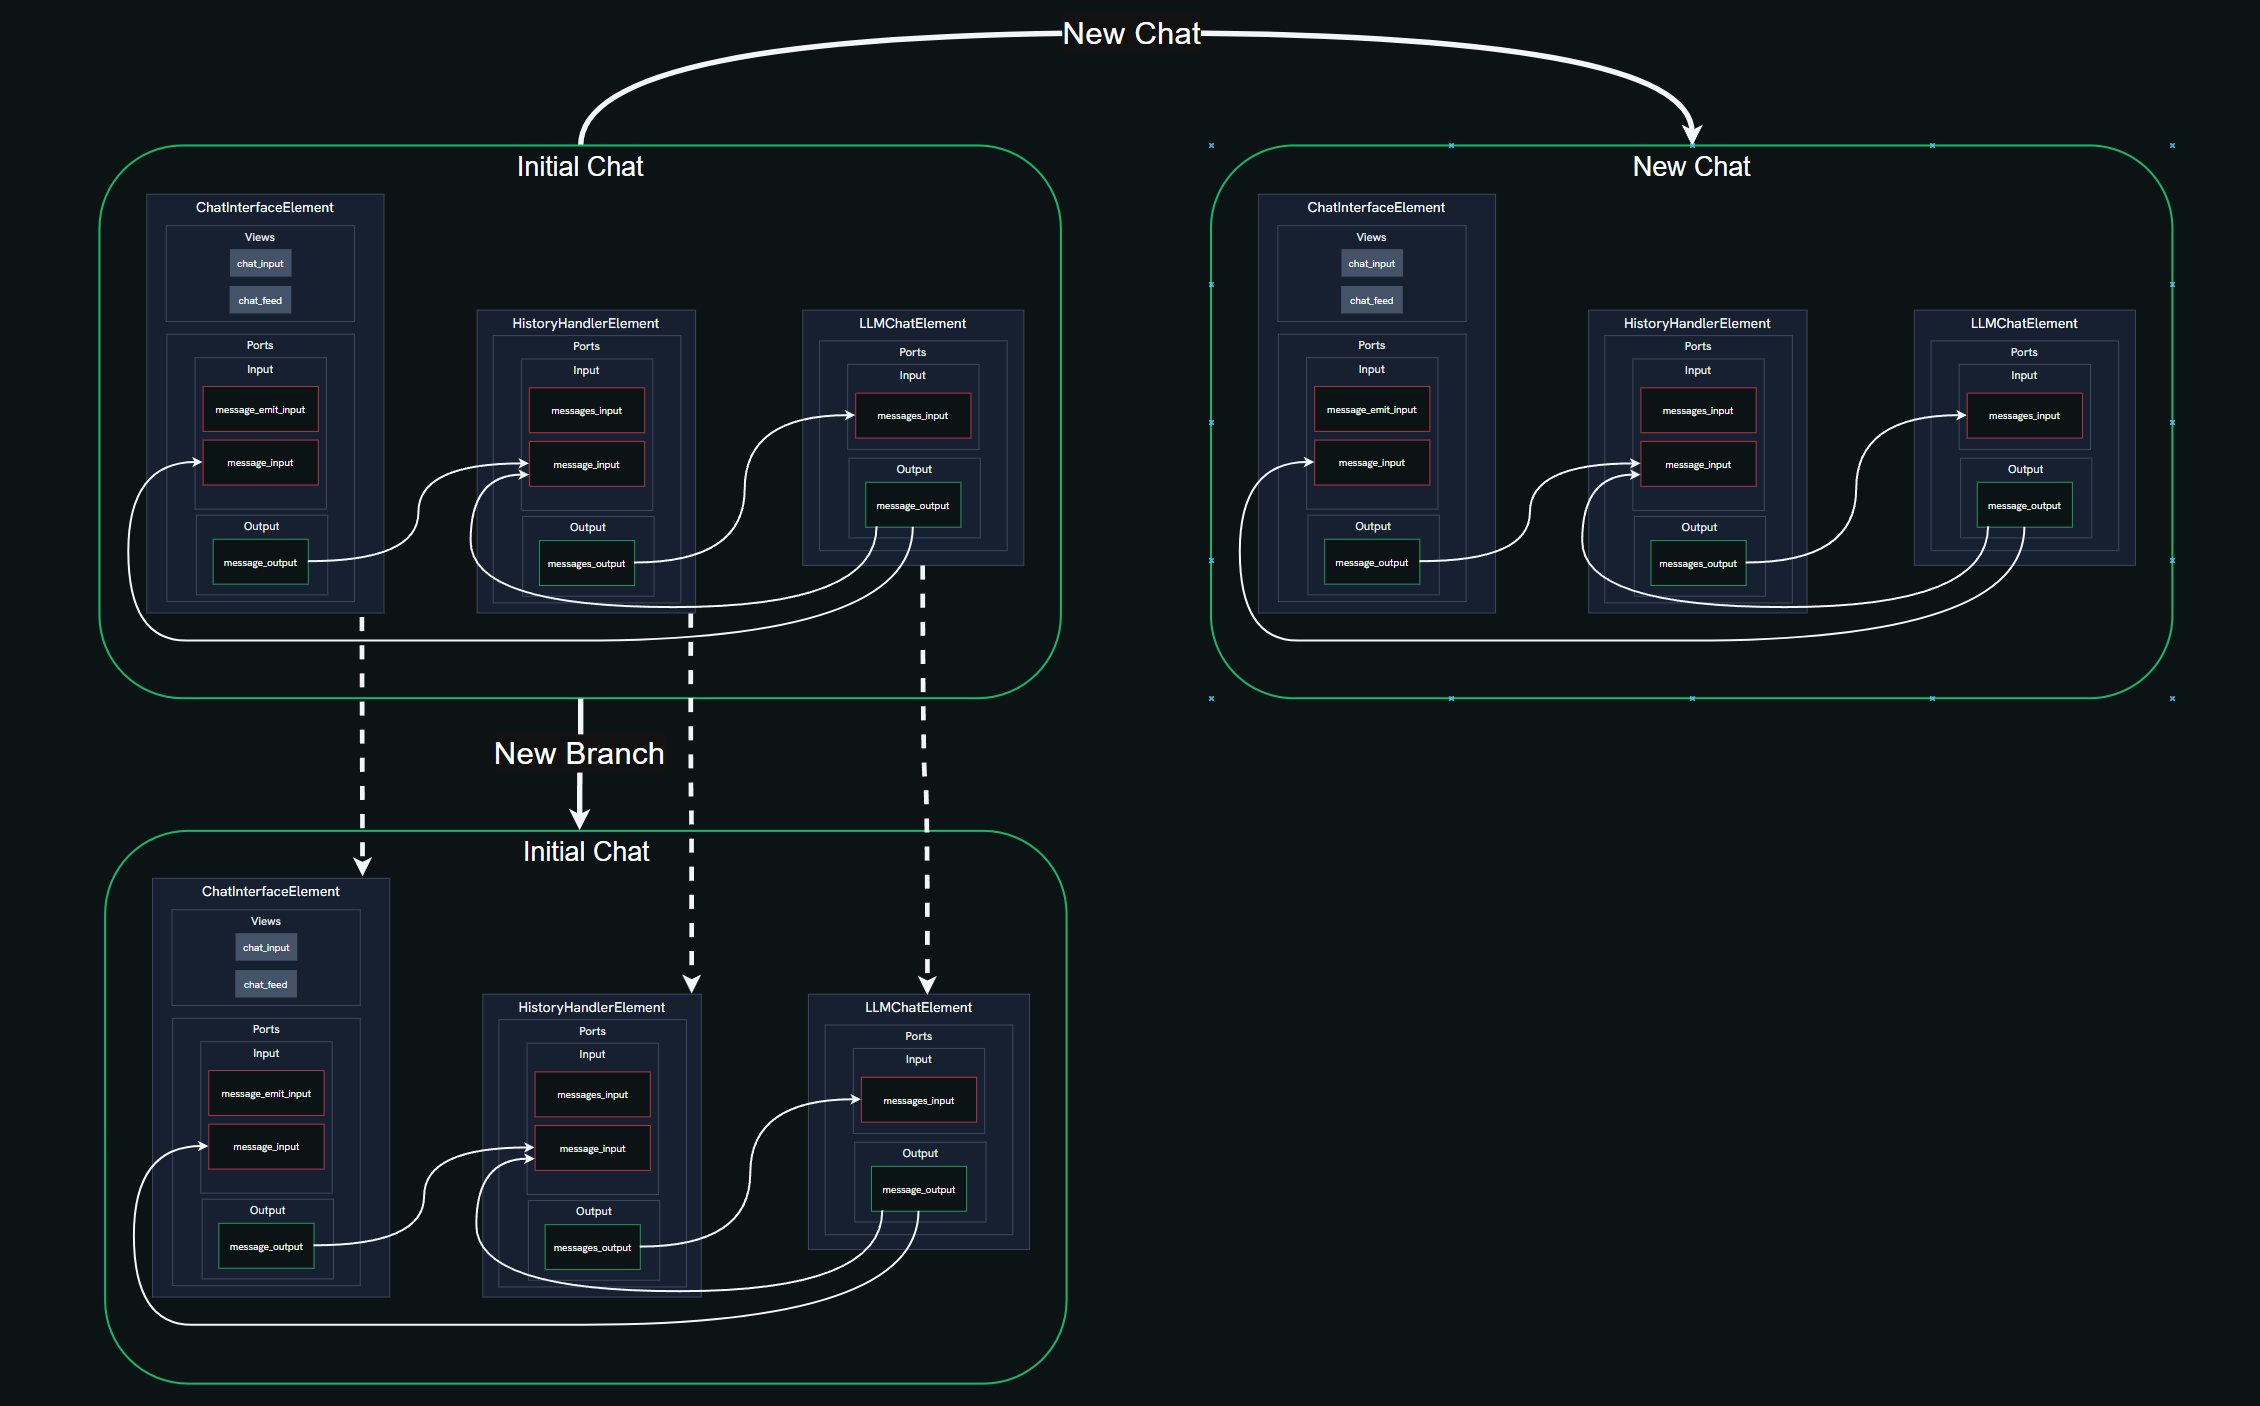 New Chat
Initial Chat
ChatInterfaceElement
Views
chat_input
chat_feed
Ports
Input
message_emit_input
message_input
Output
message_output
HistoryHandlerElement
Ports
Input
messages_input
message_input
Output
messages_output
LLMChatElement
Ports
Input
messages_input
Output
message_output
New Chat
ChatInterfaceElement
Views
chat_input
chat_feed
Ports
Input
message_emit_input
message_input
Output
message_output
HistoryHandlerElement
Ports
Input
messages_input
message_input
Output
messages_output
LLMChatElement
Ports
Input
messages_input
Output
message_output
New Branch
Initial Chat
ChatInterfaceElement
Views
chat_input
chat_feed
Ports
Input
message_emit_input
message_input
Output
message_output
HistoryHandlerElement
Ports
Input
messages_input
message_input
Output
messages_output
LLMChatElement
Ports
Input
messages_input
Output
message_output